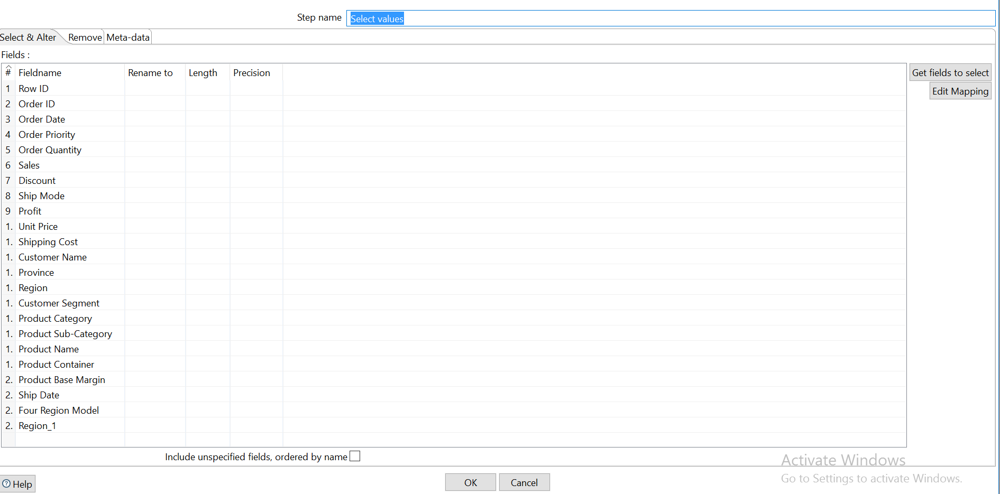 Step name Select values
Select & Alter Remove Meta-data
Fields :
# Fieldname Rename to Length Precision
Get fields to select
Edit Mapping
1 Row ID
2 Order ID
3 Order Date
4 Order Priority
5 Order Quantity
6 Sales
7 Discount
8 Ship Mode
9 Profit
1. Unit Price
1. Shipping Cost
1. Customer Name
1. Province
1. Region
1. Customer Segment
1. Product Category
1. Product Sub-Category
1. Product Name
1. Product Container
2. Product Base Margin
2. Ship Date
2. Four Region Model
2. Region_1
Include unspecified fields, ordered by name
Activate Windows
Go to Settings to activate Windows.
? Help OK Cancel